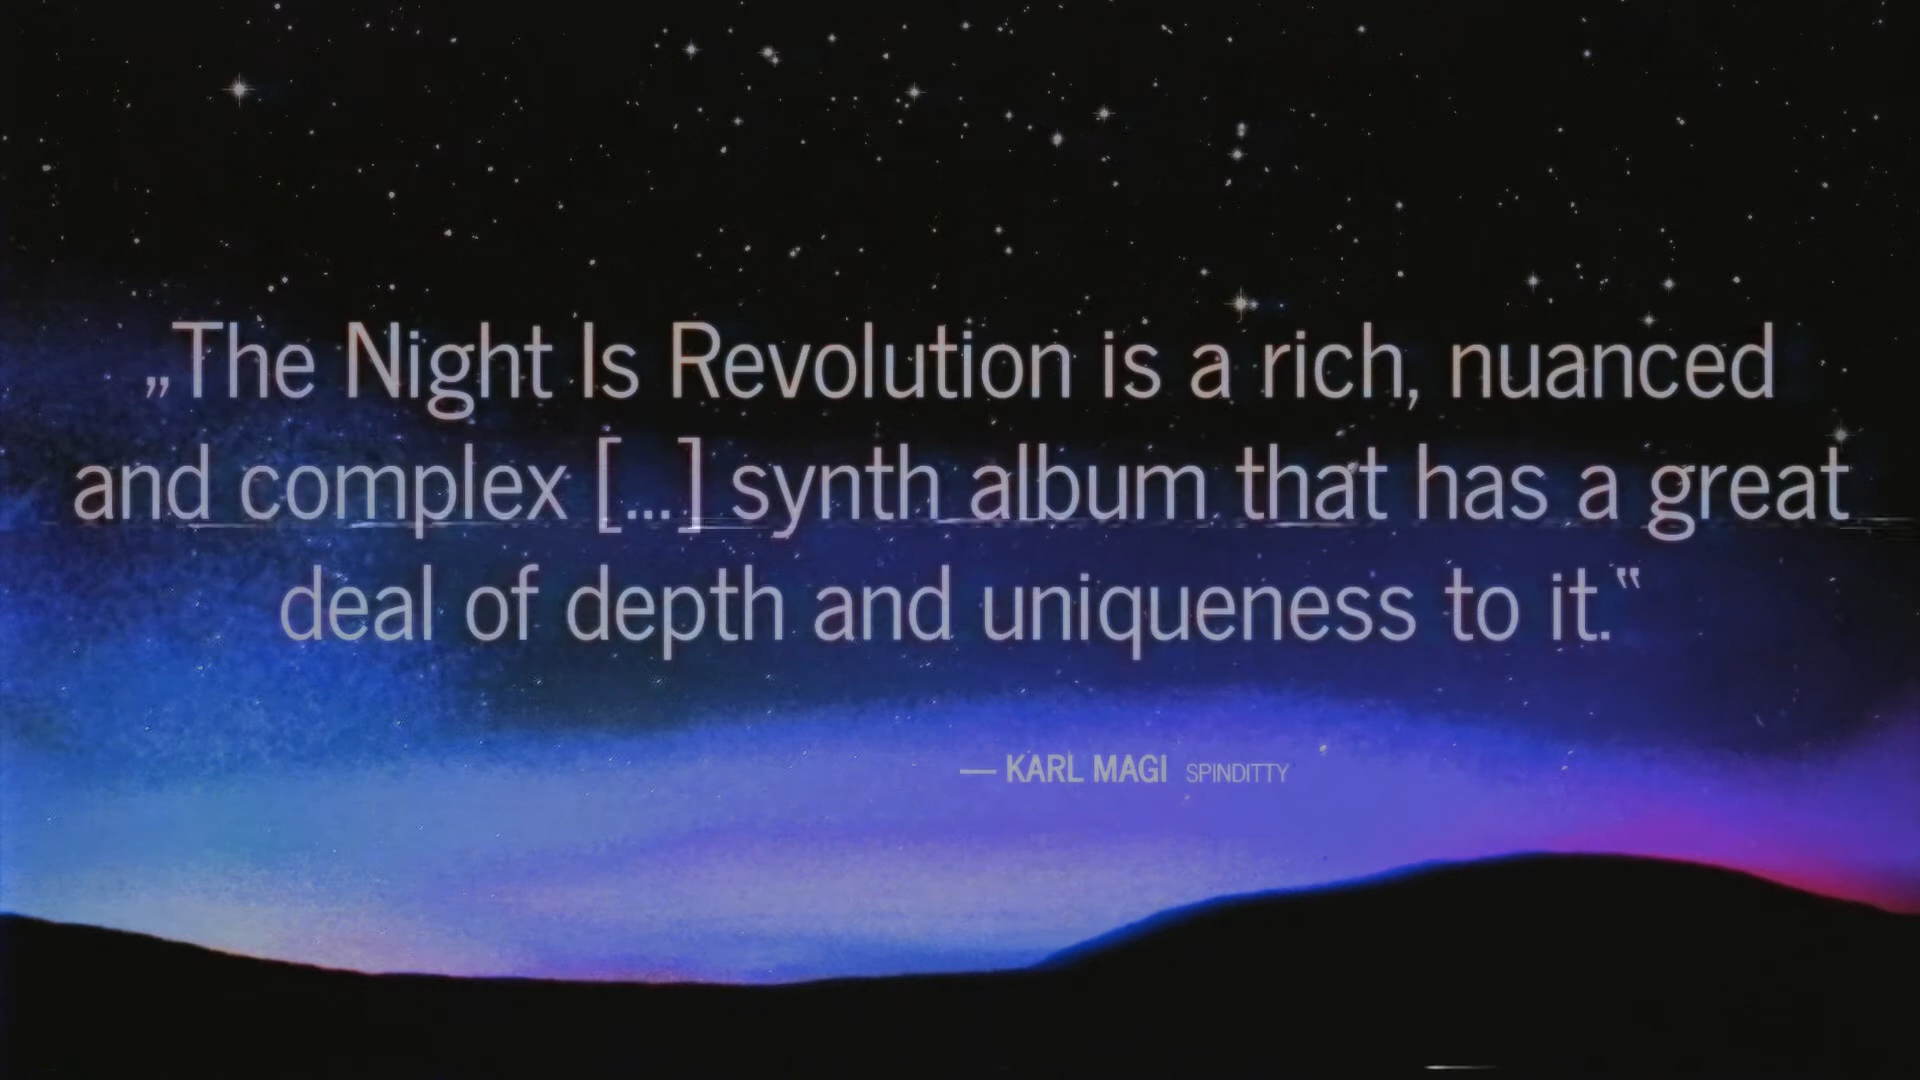 „The Night Is Revolution is a rich, nuanced
and complex [...] synth album that has a great
deal of depth and uniqueness to it.‟
— KARL MAGI SPINDITTY